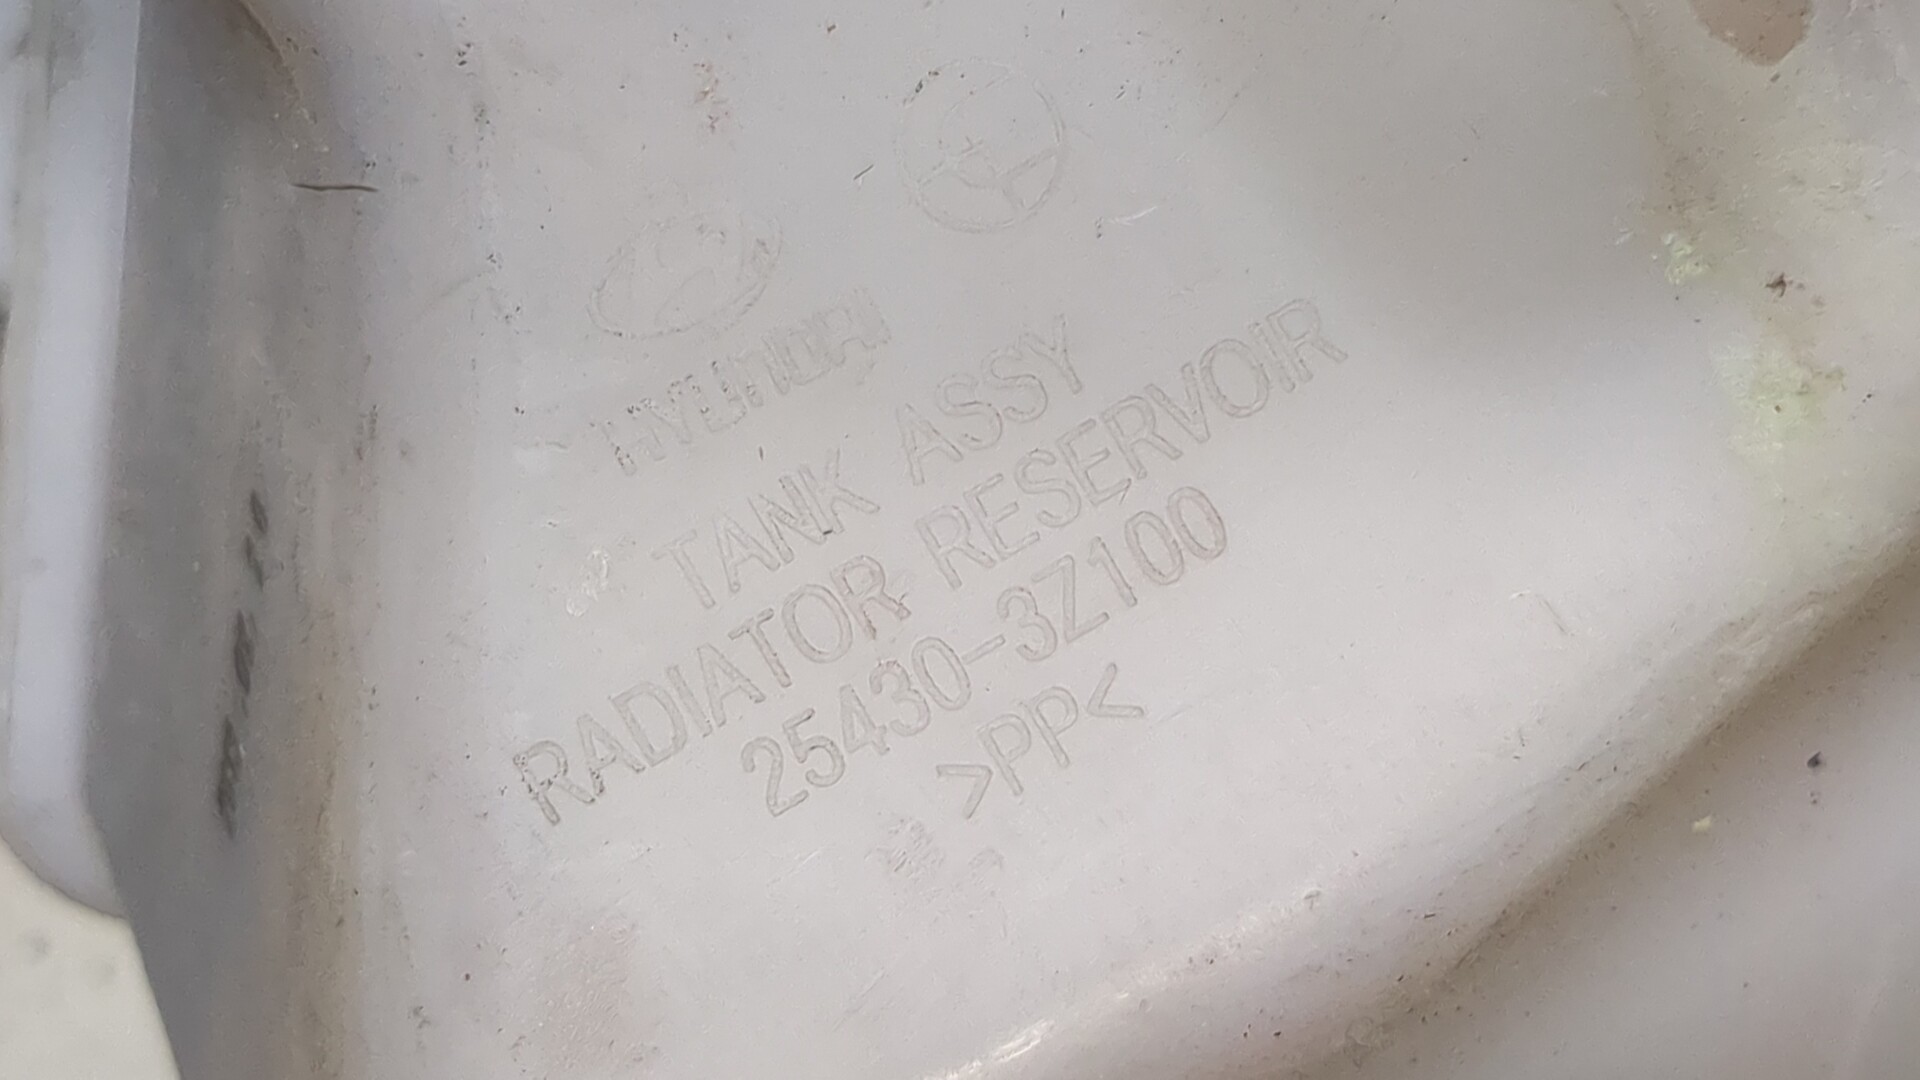 HYUNDAI
TANK ASSY
RADIATOR RESERVOIR
25430-3Z100
>PP<